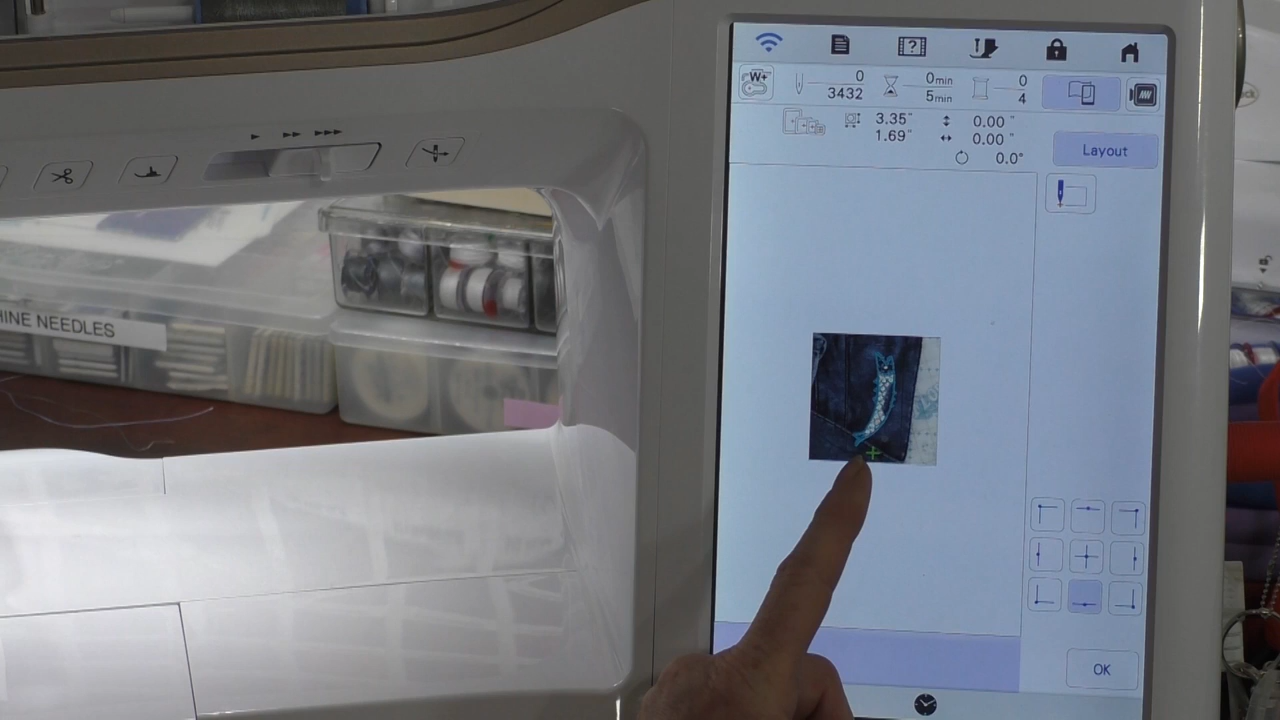 W+
0
3432
0min
5min
0
4
3.35"
1.69"
0.00 "
0.00 "
0.0°
Layout
HINE NEEDLES
OK